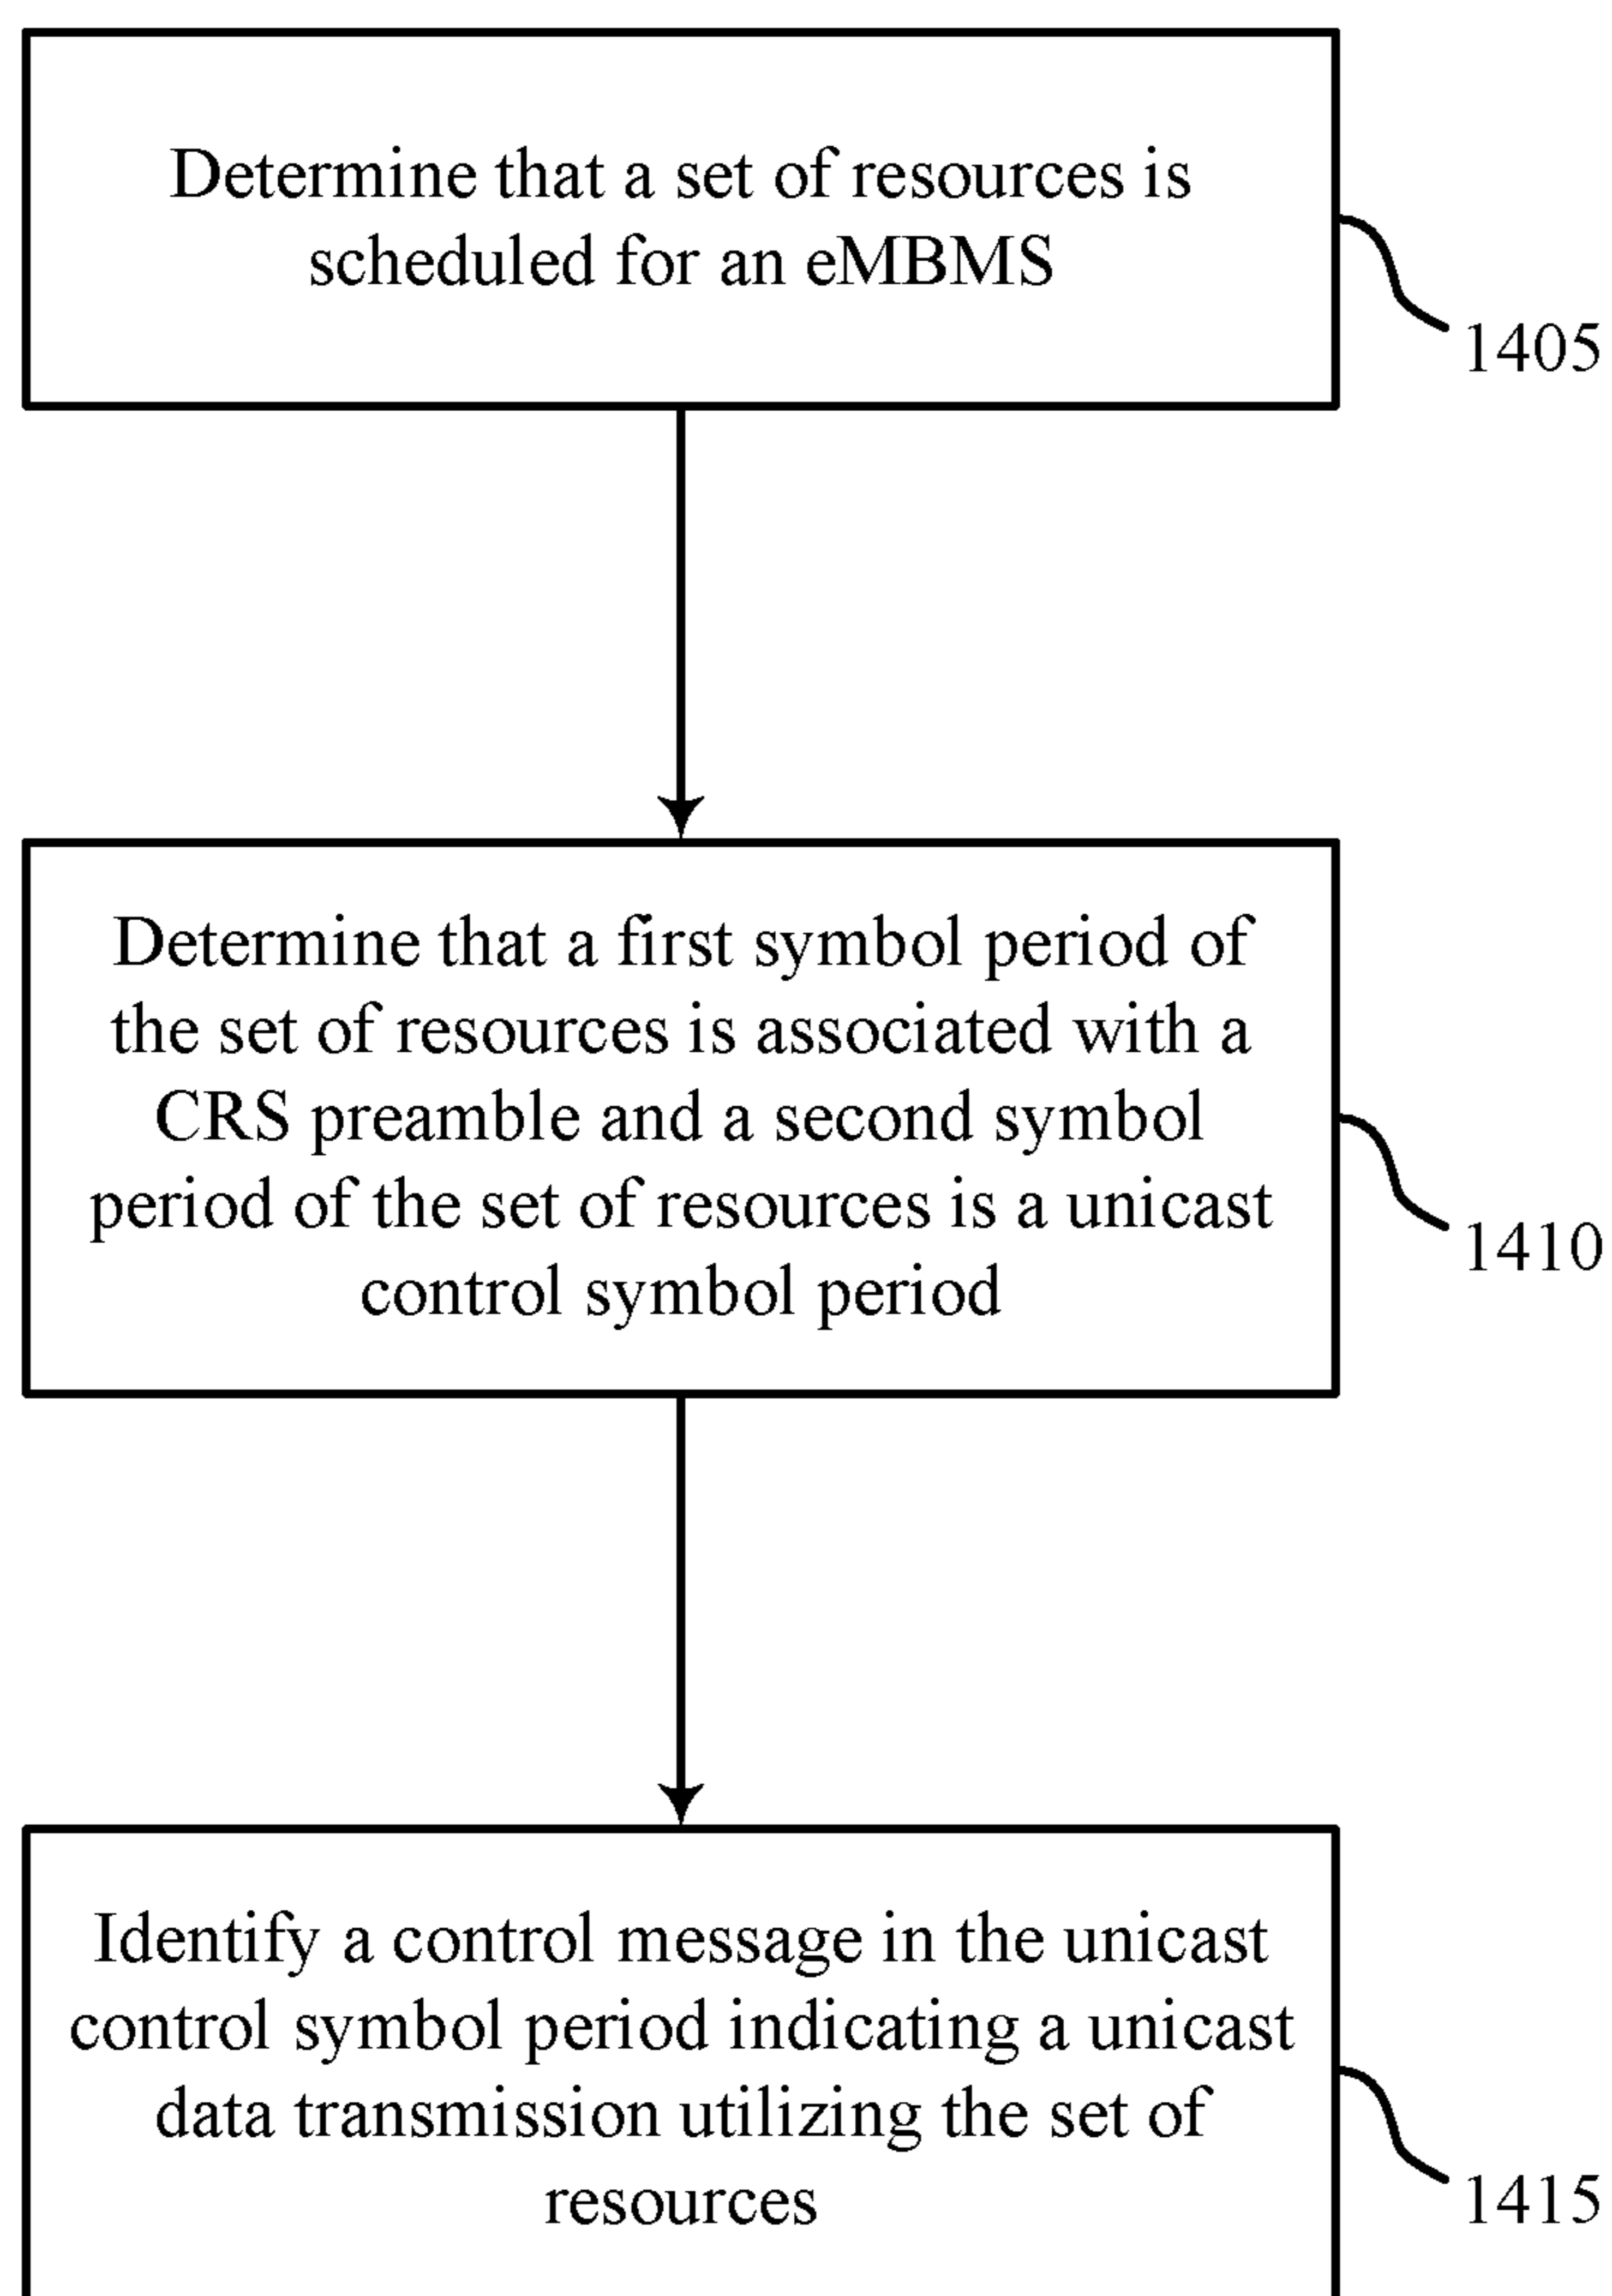 Determine that a set of resources is
scheduled for an eMBMS
1405
Determine that a first symbol period of
the set of resources is associated with a
CRS preamble and a second symbol
period of the set of resources is a unicast
control symbol period
1410
Identify a control message in the unicast
control symbol period indicating a unicast
data transmission utilizing the set of
resources
1415